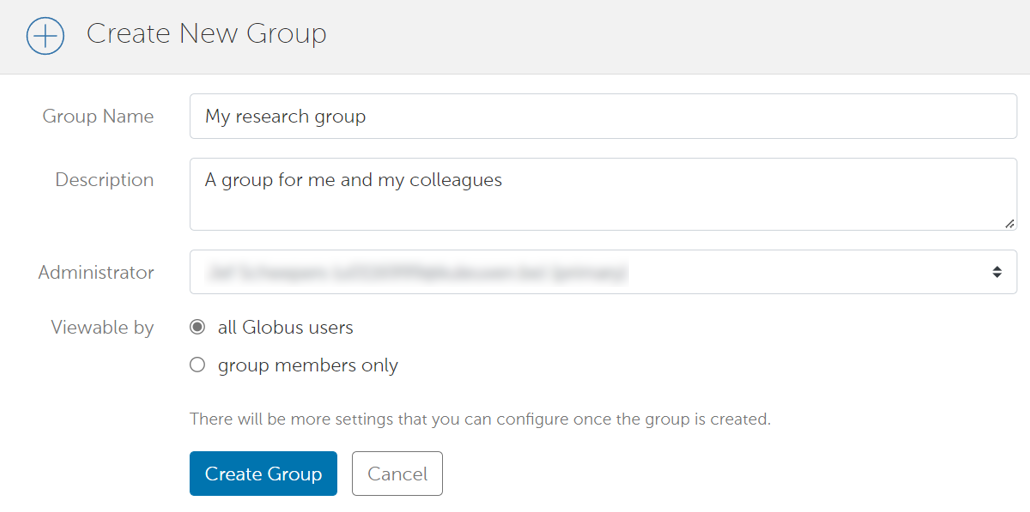 Create New Group
Group Name
My research group
Description
A group for me and my colleagues
Administrator
Viewable by
all Globus users
group members only
There will be more settings that you can configure once the group is created.
Create Group
Cancel